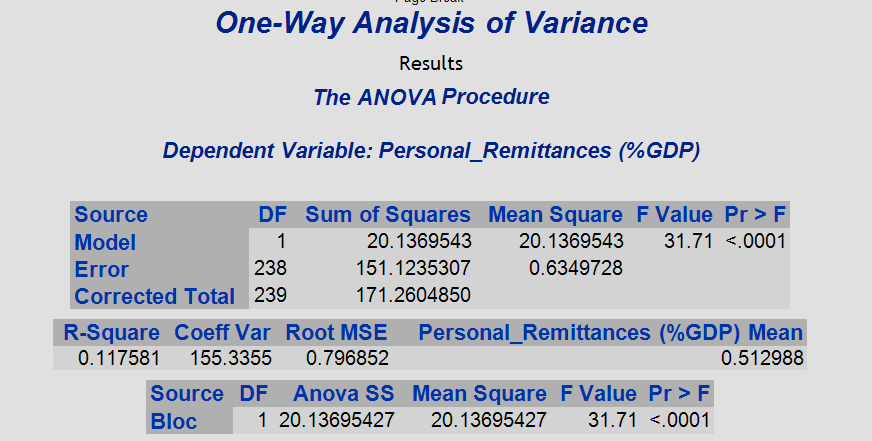 Page Break
One-Way Analysis of Variance
Results
The ANOVA Procedure
Dependent Variable: Personal_Remittances (%GDP)
Source DF Sum of Squares Mean Square F Value Pr > F
Model 1 20.1369543 20.1369543 31.71 <.0001
Error 238 151.1235307 0.6349728
Corrected Total 239 171.2604850
R-Square Coeff Var Root MSE Personal_Remittances (%GDP) Mean
0.117581 155.3355 0.796852 0.512988
Source DF Anova SS Mean Square F Value Pr > F
Bloc 1 20.13695427 20.13695427 31.71 <.0001